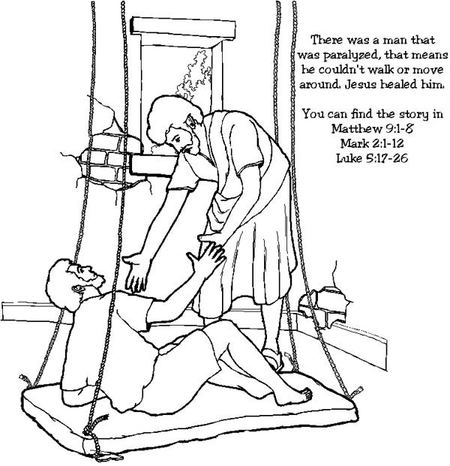 There was a man that
was paralyzed, that means
he couldn't walk or move
around. Jesus healed him.
You can find the story in
Matthew 9:1-8
Mark 2:1-12
Luke 5:17-26